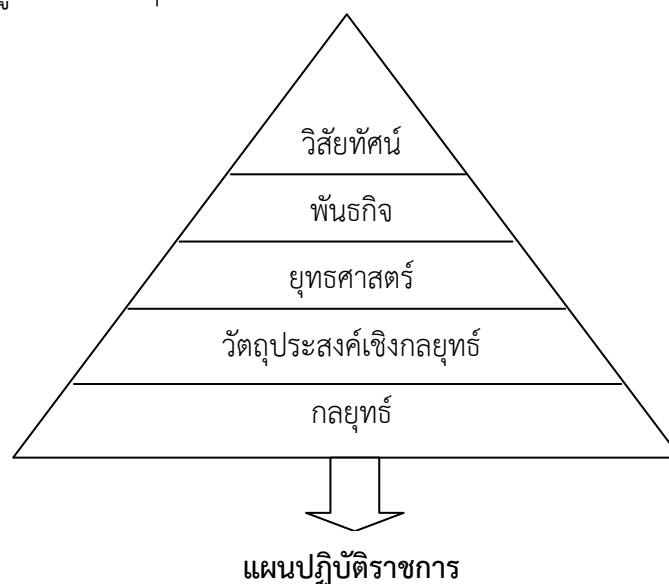 วิสัยทัศน์
พันธกิจ
ยุทธศาสตร์
วัตถุประสงค์เชิงกลยุทธ์
กลยุทธ์
แผนปฏิบัติราชการ